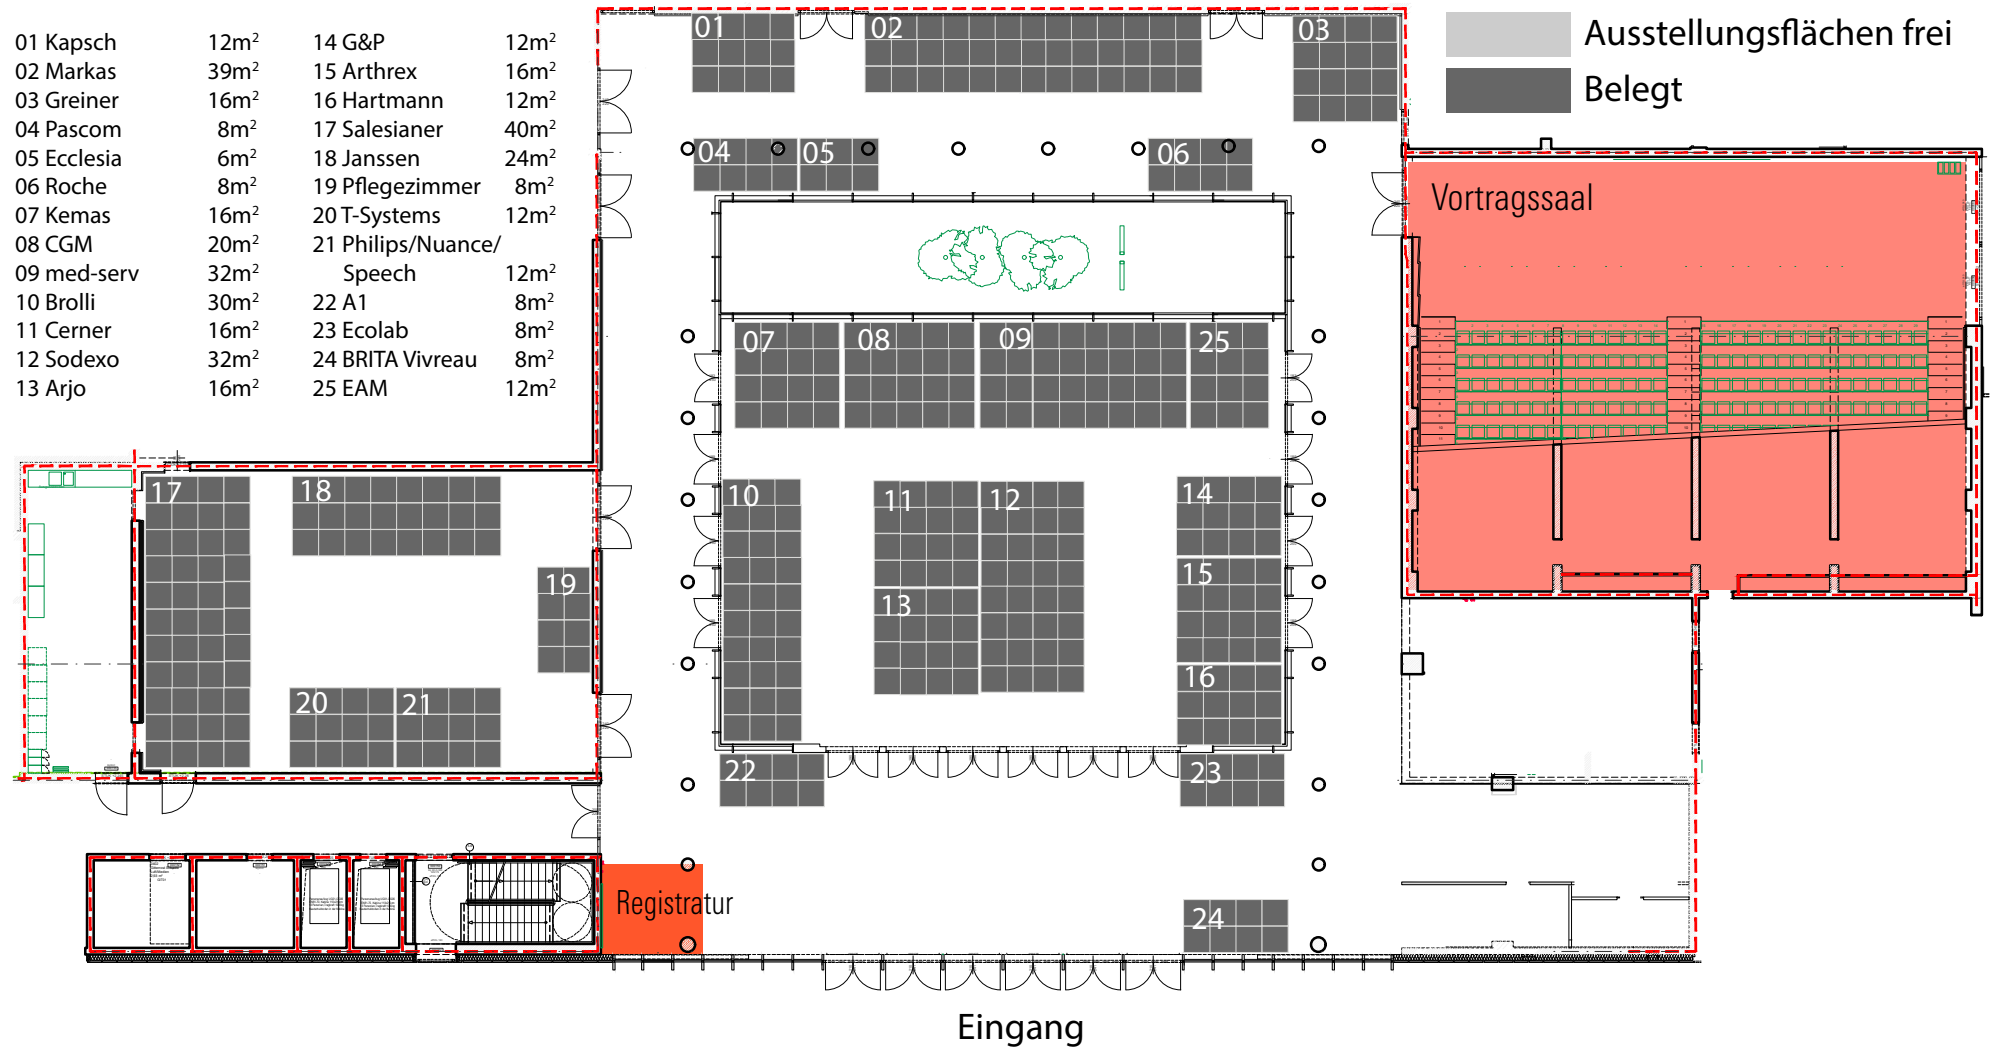 01 Kapsch 12m²
02 Markas 39m²
03 Greiner 16m²
04 Pascom 8m²
05 Ecclesia 6m²
06 Roche 8m²
07 Kemas 16m²
08 CGM 20m²
09 med-serv 32m²
10 Brolli 30m²
11 Cerner 16m²
12 Sodexo 32m²
13 Arjo 16m²
14 G&P 12m²
15 Arthrex 16m²
16 Hartmann 12m²
17 Salesianer 40m²
18 Janssen 24m²
19 Pflegezimmer 8m²
20 T-Systems 12m²
21 Philips/Nuance/
Speech 12m²
22 A1 8m²
23 Ecolab 8m²
24 BRITA Vivreau 8m²
25 EAM 12m²
Ausstellungsflächen frei
Belegt
01
02
03
04
05
06
Vortragssaal
07
08
09
25
17
18
10
11
12
14
19
15
13
16
20
21
22
23
Registratur
24
Eingang